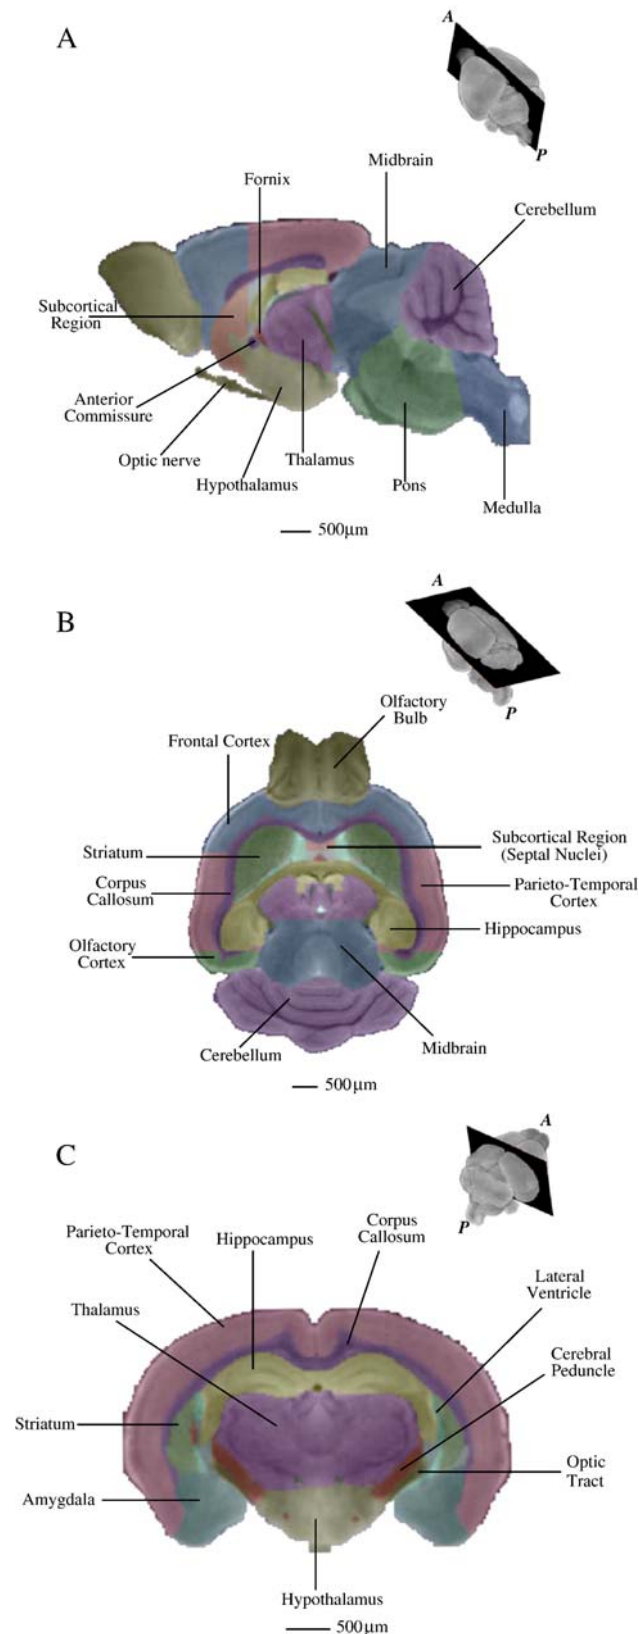 A
A
P
Midbrain
Fornix
Cerebellum
Subcortical
Region
Anterior
Commissure
Optic nerve
Hypothalamus
Thalamus
Pons
Medulla
500µm
B
A
P
Olfactory
Bulb
Frontal Cortex
Striatum
Subcortical Region
(Septal Nuclei)
Corpus
Callosum
Parieto-Temporal
Cortex
Hippocampus
Olfactory
Cortex
Cerebellum
Midbrain
500µm
C
A
P
Parieto-Temporal
Cortex
Hippocampus
Corpus
Callosum
Lateral
Ventricle
Thalamus
Cerebral
Peduncle
Striatum
Optic
Tract
Amygdala
Hypothalamus
500µm